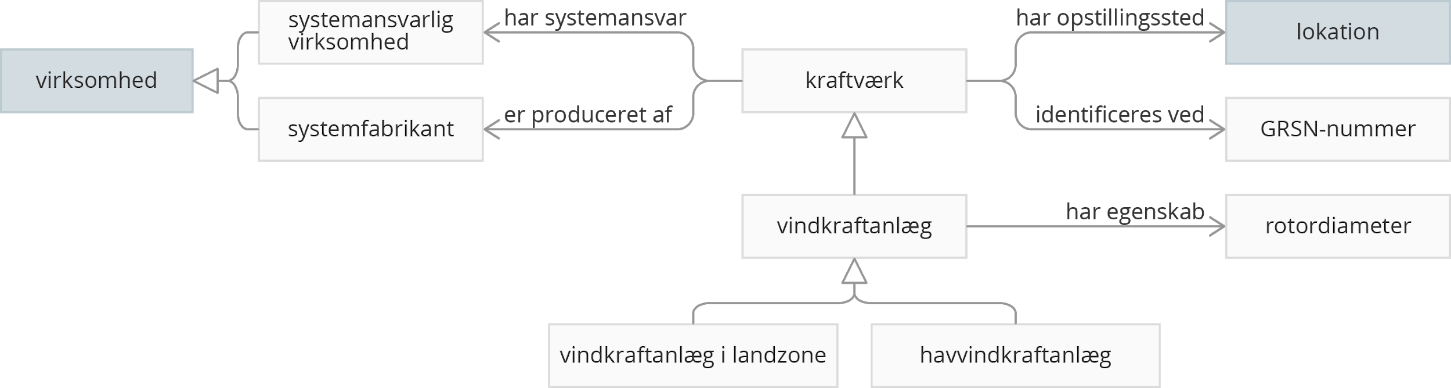 systemansvarlig
virksomhed
har systemansvar
har opstillingssted
lokation
virksomhed
kraftværk
systemfabrikant
er produceret af
identificeres ved
GRSN-nummer
vindkraftanlæg
har egenskab
rotordiameter
vindkraftanlæg i landzone
havvindkraftanlæg